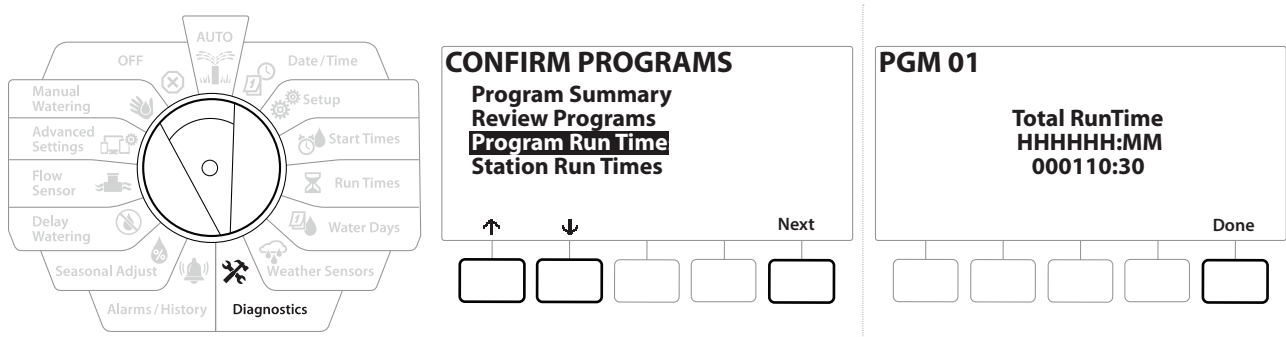 AUTO
OFF
Date/Time
Manual
Watering
Setup
Advanced
Settings
Start Times
Flow
Sensor
Run Times
Delay
Watering
Water Days
Seasonal Adjust
Weather Sensors
Alarms/History
Diagnostics
CONFIRM PROGRAMS
Program Summary
Review Programs
Program Run Time
Station Run Times
Next
PGM 01
Total RunTime
HHHHHH:MM
000110:30
Done